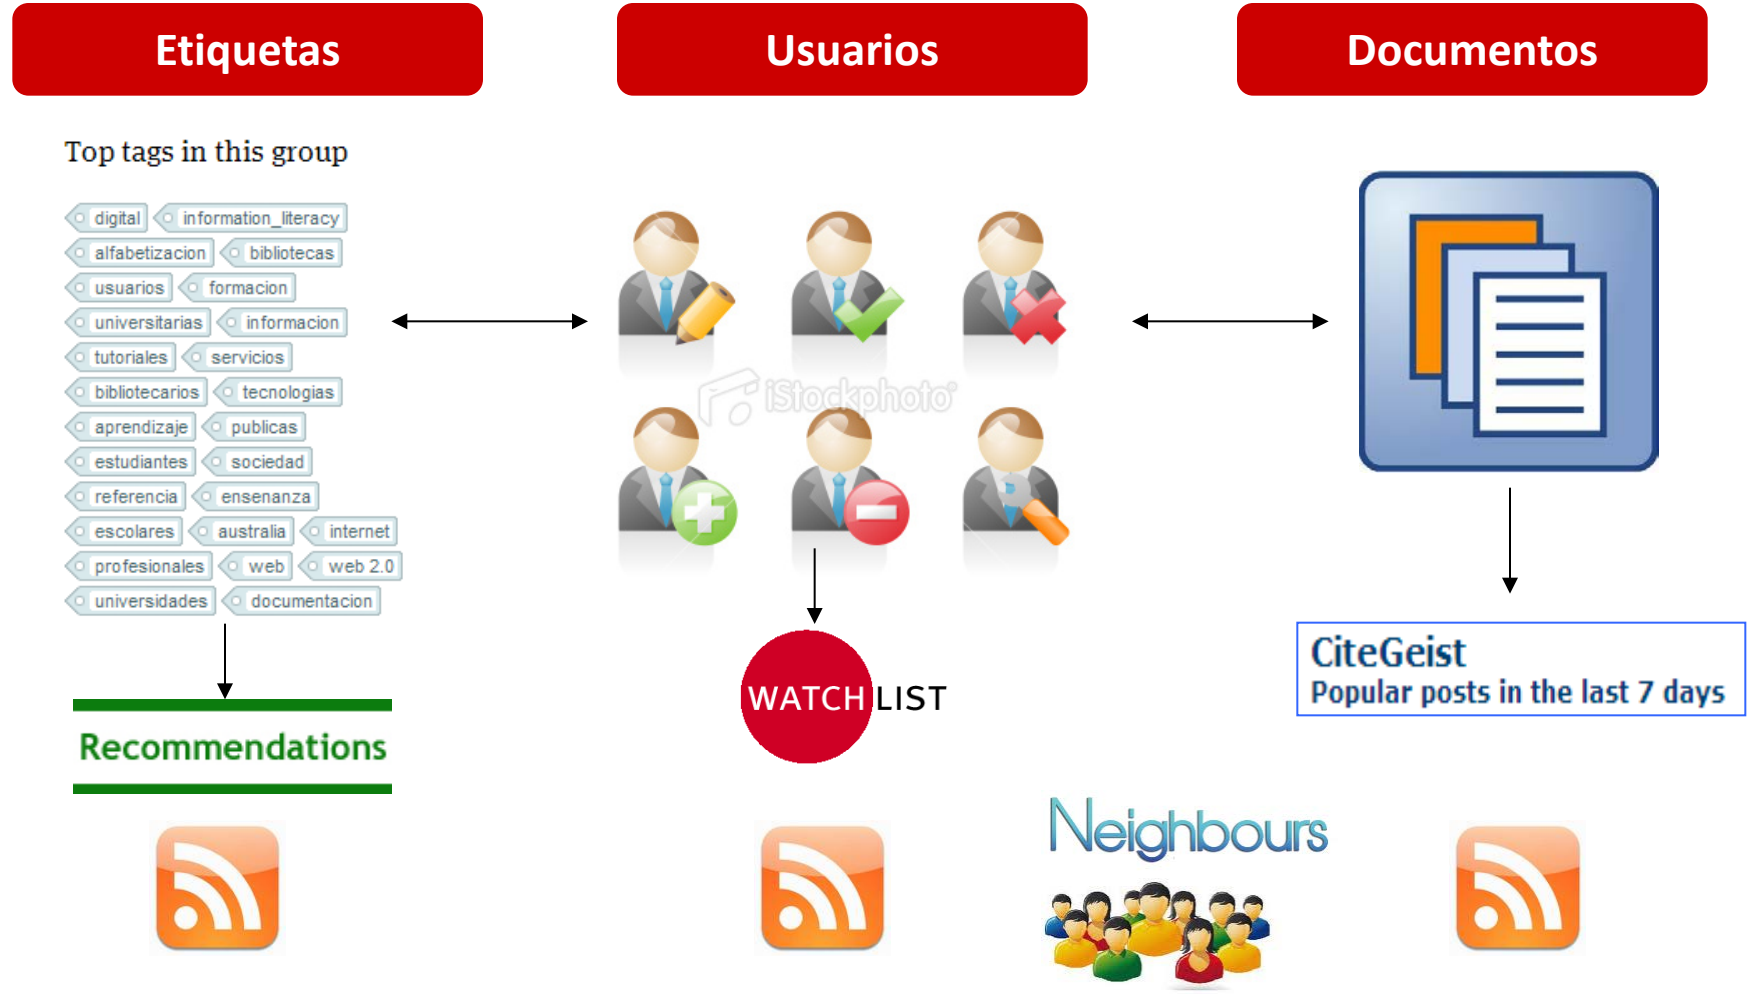 Etiquetas
Usuarios
Documentos
Top tags in this group
digital information_literacy
alfabetizacion bibliotecas
usuarios formacion
universitarias informacion
tutoriales servicios
bibliotecarios tecnologias
aprendizaje publicas
estudiantes sociedad
referencia ensenanza
escolares australia internet
profesionales web web 2.0
universidades documentacion
iStockphoto®
Recommendations
WATCHLIST
CiteGeist
Popular posts in the last 7 days
Neighbours